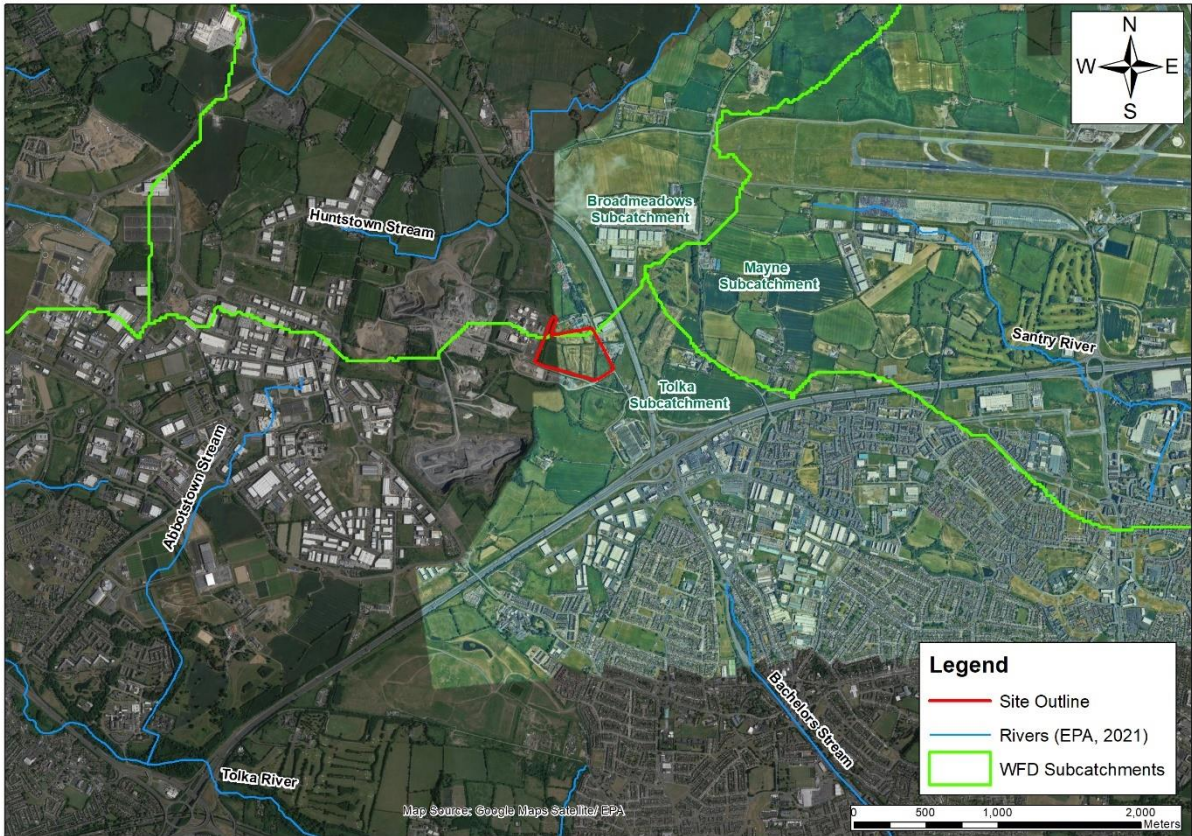 N
W E
S
Huntstown Stream
Broadmeadows
Subcatchment
Mayne
Subcatchment
Santry River
Tolka
Subcatchment
Abbotstown Stream
Bachelors Stream
Tolka River
Map Source: Google Maps Satellite/ EPA
Legend
Site Outline
Rivers (EPA, 2021)
WFD Subcatchments
0 500 1,000 2,000
Meters